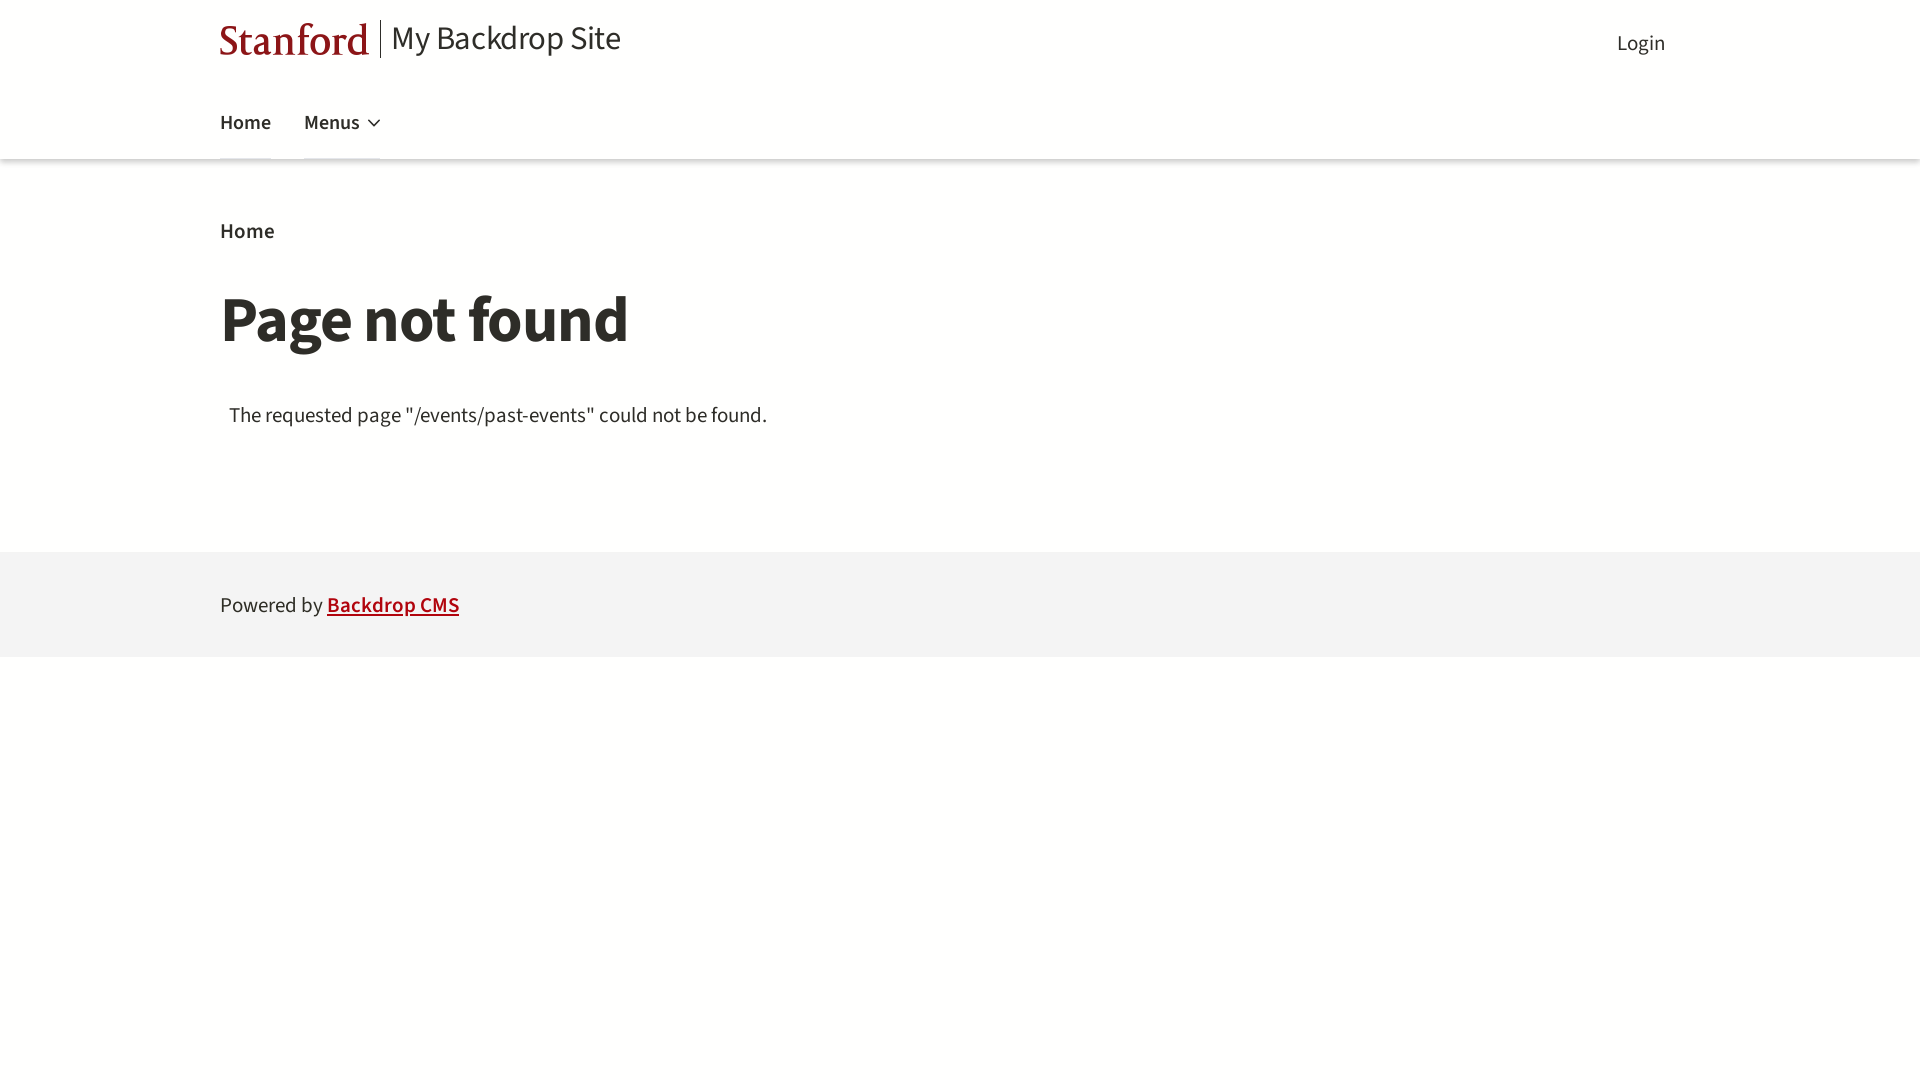 Stanford My Backdrop Site
Login
Home Menus
Home
Page not found
The requested page "/events/past-events" could not be found.
Powered by Backdrop CMS